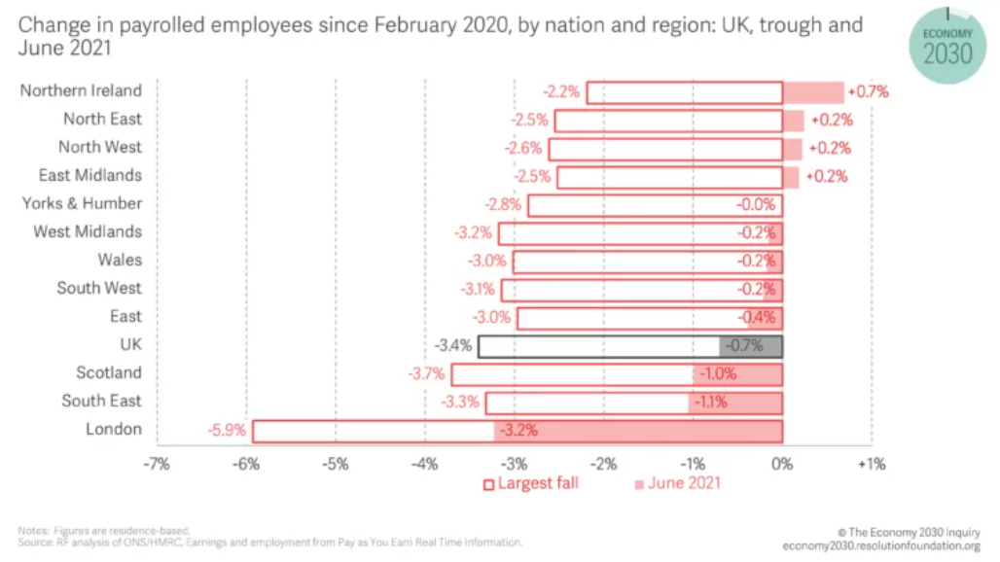 Change in payrolled employees since February 2020, by nation and region: UK, trough and
June 2021
ECONOMY
2030
Northern Ireland -2.2% +0.7%
North East -2.5% +0.2%
North West -2.6% +0.2%
East Midlands -2.5% +0.2%
Yorks & Humber -2.8% -0.0%
West Midlands -3.2% -0.2%
Wales -3.0% -0.2%
South West -3.1% -0.2%
East -3.0% -0.4%
UK -3.4% -0.7%
Scotland -3.7% -1.0%
South East -3.3% -1.1%
London -5.9% -3.2%
-7% -6% -5% -4% -3% -2% -1% 0% +1%
Largest fall June 2021
Notes: Figures are residence-based.
Source: RF analysis of ONS/HMRC, Earnings and employment from Pay as You Earn Real Time Information.
© The Economy 2030 Inquiry
economy2030.resolutionfoundation.org